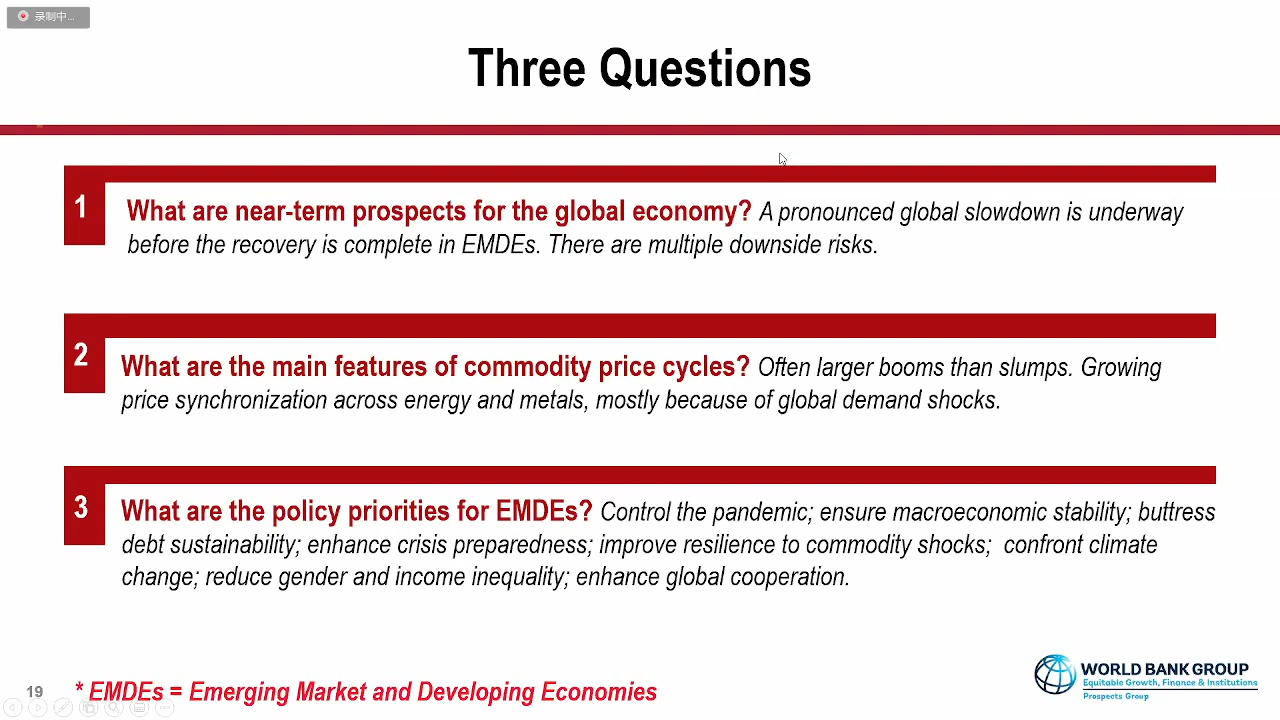 录制中...
Three Questions
1
What are near-term prospects for the global economy? A pronounced global slowdown is underway
before the recovery is complete in EMDEs. There are multiple downside risks.
2
What are the main features of commodity price cycles? Often larger booms than slumps. Growing
price synchronization across energy and metals, mostly because of global demand shocks.
3
What are the policy priorities for EMDEs? Control the pandemic; ensure macroeconomic stability; buttress
debt sustainability; enhance crisis preparedness; improve resilience to commodity shocks; confront climate
change; reduce gender and income inequality; enhance global cooperation.
19
* EMDEs = Emerging Market and Developing Economies
WORLD BANK GROUP
Equitable Growth, Finance & Institutions
Prospects Group